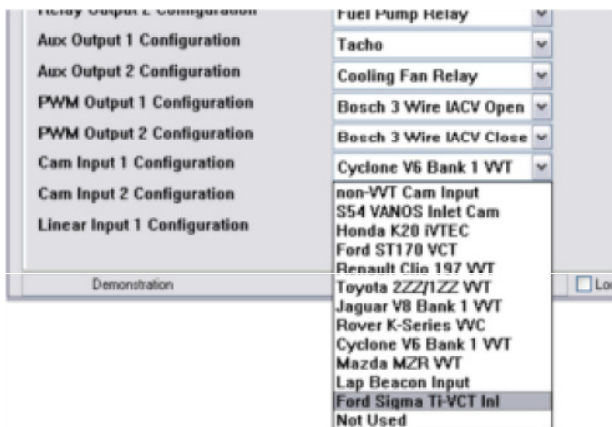 Relay Output 2 Configuration Fuel Pump Relay
Aux Output 1 Configuration Tacho
Aux Output 2 Configuration Cooling Fan Relay
PWM Output 1 Configuration Bosch 3 Wire IACV Open
PWM Output 2 Configuration Bosch 3 Wire IACV Close
Cam Input 1 Configuration Cyclone V6 Bank 1 VVT
Cam Input 2 Configuration
Linear Input 1 Configuration
non-VVT Cam Input
S54 VANOS Inlet Cam
Honda K20 iVTEC
Ford ST170 VCT
Renault Clio 197 VVT
Toyota 2ZZ/1ZZ VVT
Jaguar V8 Bank 1 VVT
Rover K-Series VVC
Cyclone V6 Bank 1 VVT
Mazda MZR VVT
Lap Beacon Input
Ford Sigma Ti-VCT Inl
Not Used
Demonstration